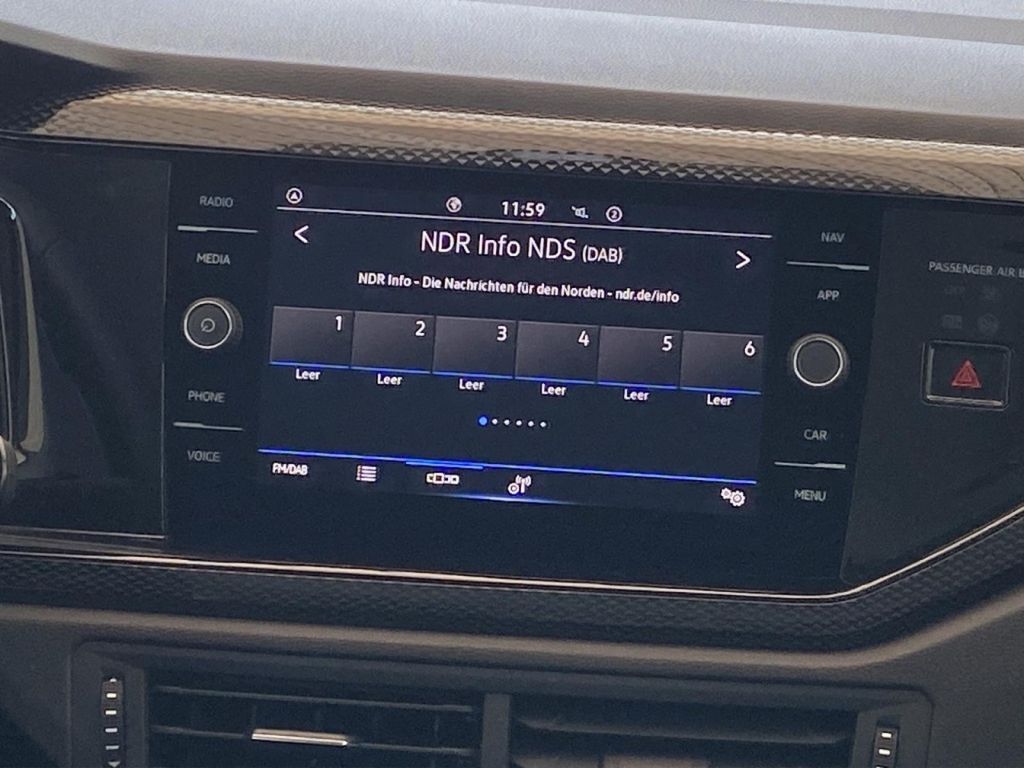 RADIO
MEDIA
PHONE
VOICE
11:59
2
NDR Info NDS (DAB)
NDR Info - Die Nachrichten für den Norden - ndr.de/info
1 2 3 4 5 6
Leer Leer Leer Leer Leer Leer
FM/DAB
NAV
APP
CAR
MENU
PASSENGER AIR